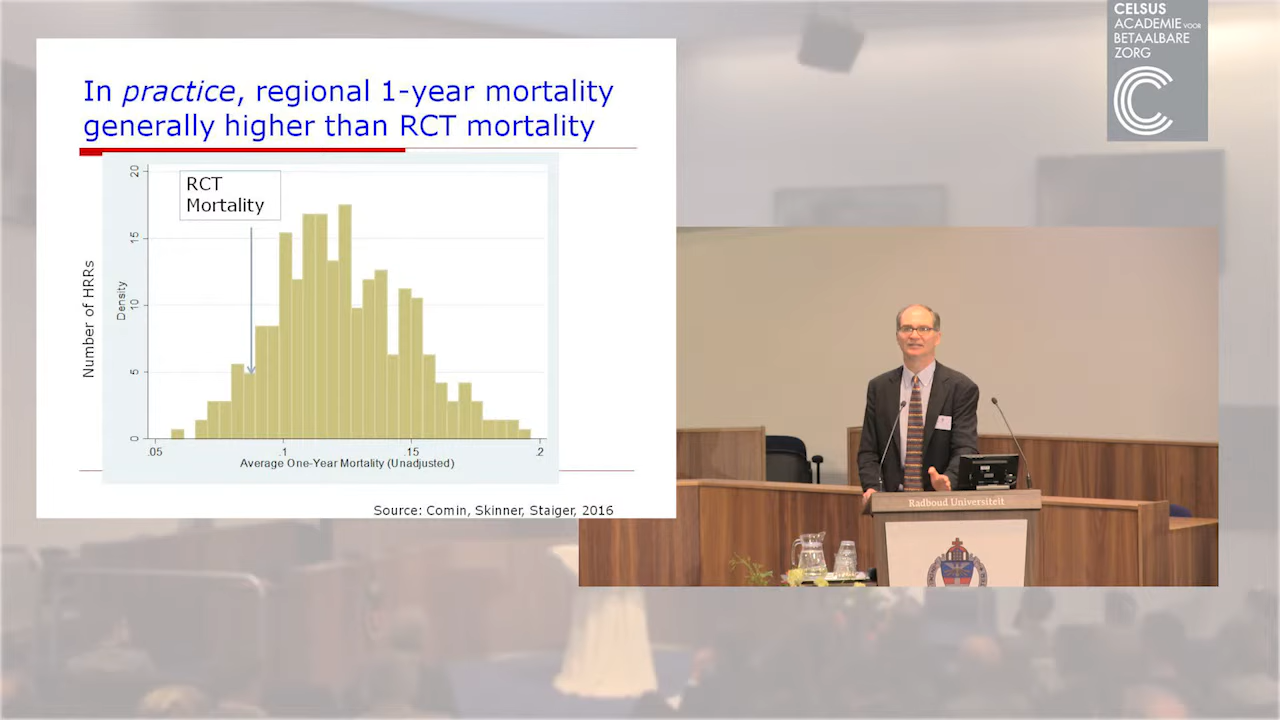 CELSUS
ACADEMIE VOOR
BETAALBARE
ZORG
In practice, regional 1-year mortality
generally higher than RCT mortality
RCT
Mortality
Number of HRRs
Density
20
15
10
5
0
.05
.1
.15
.2
Average One-Year Mortality (Unadjusted)
Source: Comin, Skinner, Staiger, 2016
Radboud Universiteit